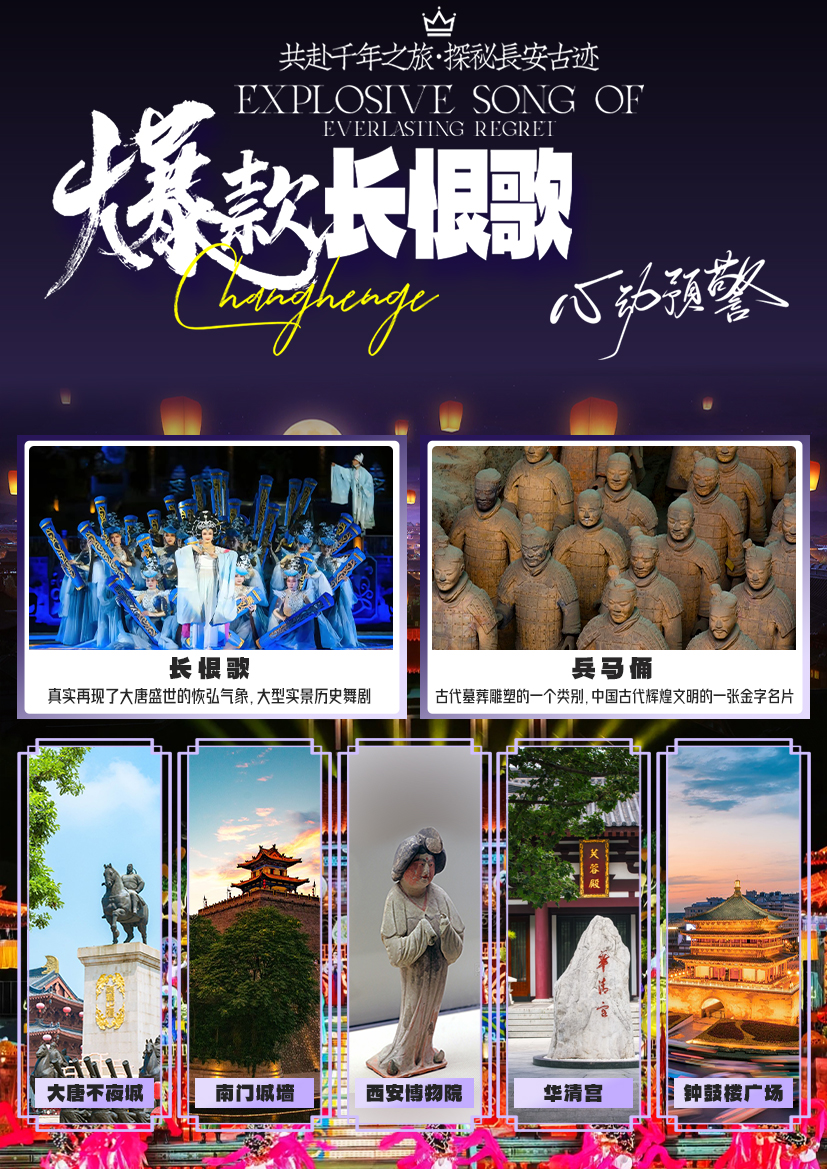 共赴千年之旅·探秘長安古迹
EXPLOSIVE SONG OF
EVERLASTING REGRET
爆款长恨歌
Changhenge
心动预警
长恨歌
真实再现了大唐盛世的恢弘气象,大型实景历史舞剧
兵马俑
古代墓葬雕塑的一个类别,中国古代辉煌文明的一张金字名片
芙蓉殿
華清宫
大唐不夜城
南门城墙
西安博物院
华清宫
钟鼓楼广场